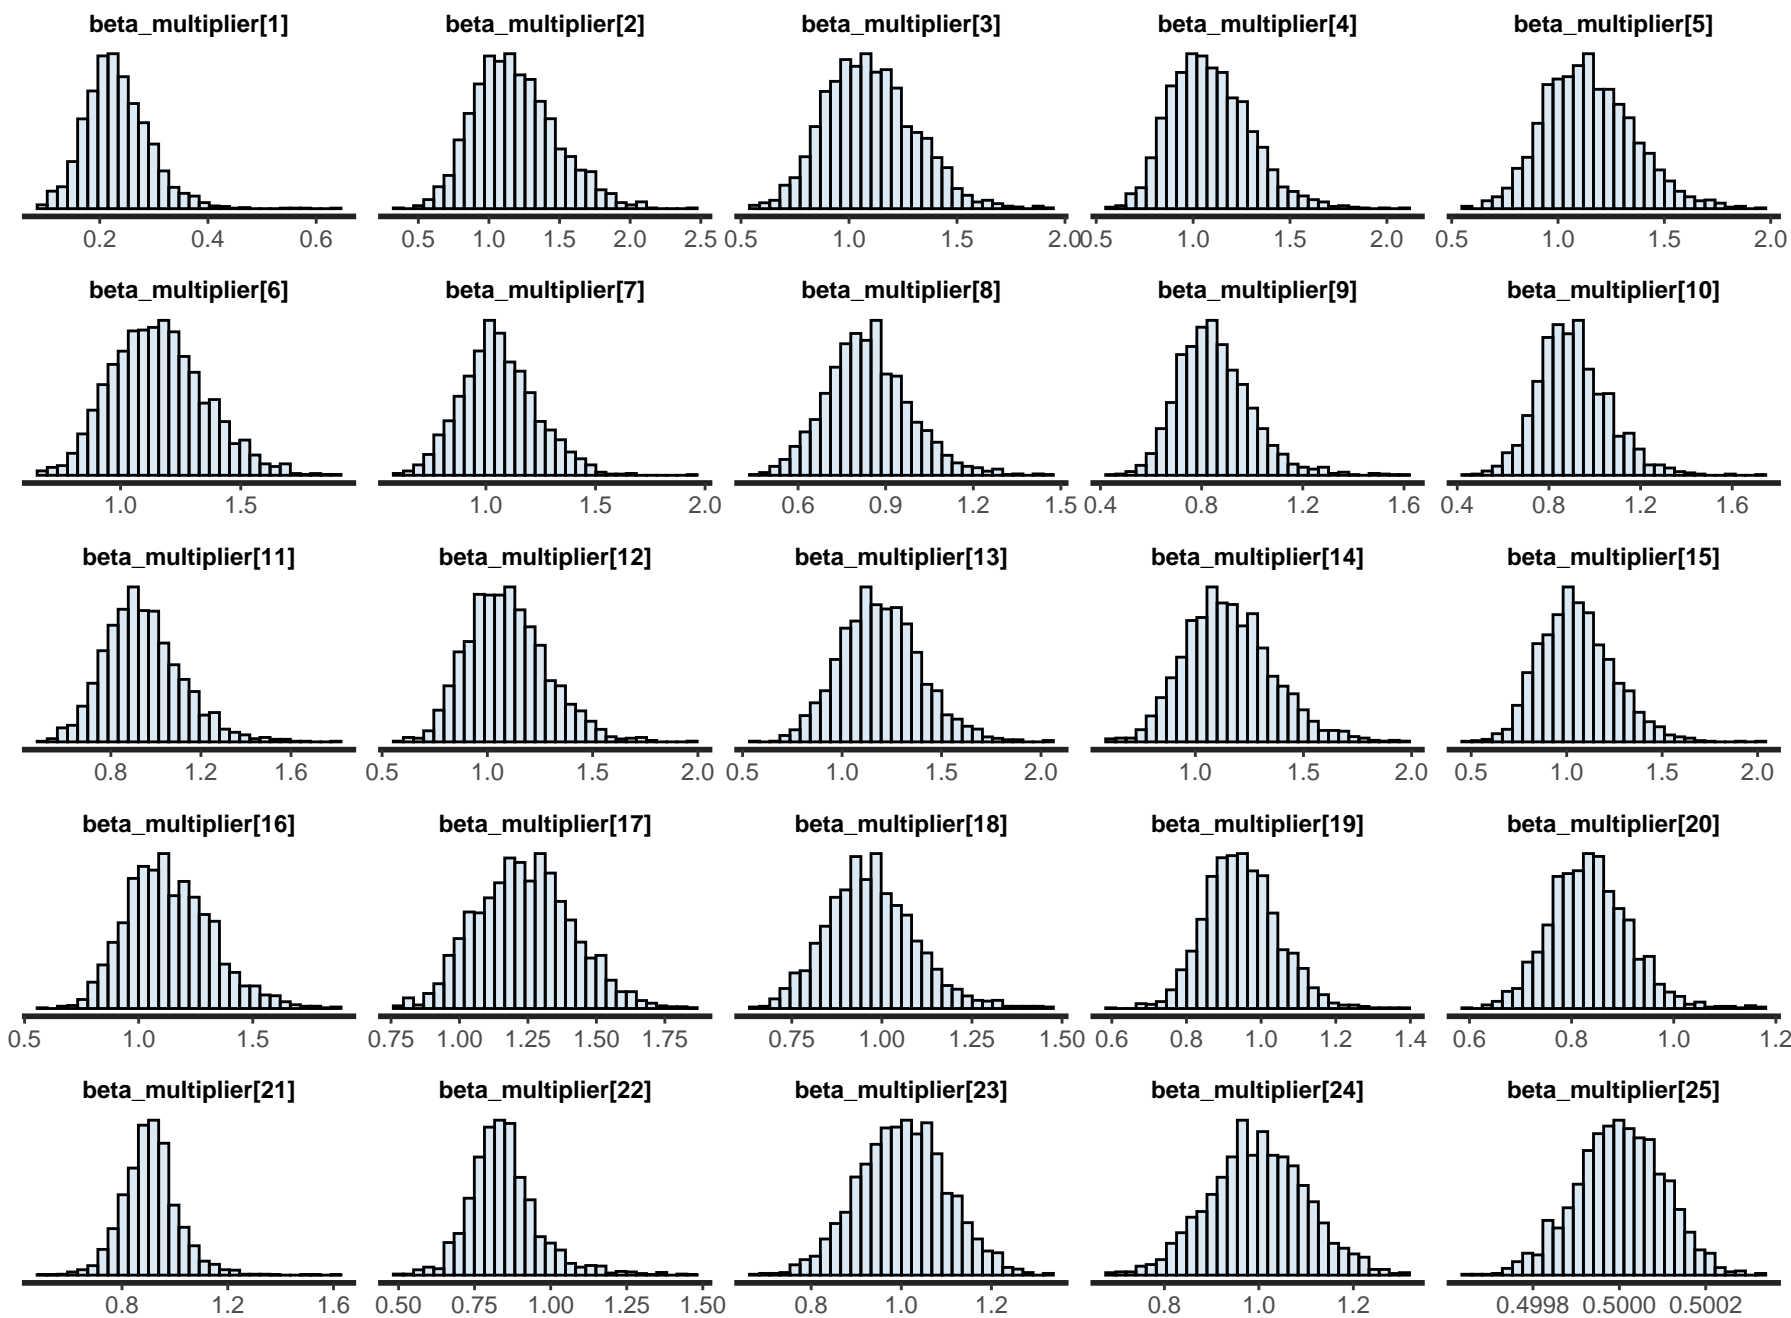 beta_multiplier[1] beta_multiplier[2] beta_multiplier[3] beta_multiplier[4] beta_multiplier[5]
0.2 0.4 0.6 0.5 1.0 1.5 2.0 2.5 0.5 1.0 1.5 2.0 0.5 1.0 1.5 2.0 0.5 1.0 1.5 2.0
beta_multiplier[6] beta_multiplier[7] beta_multiplier[8] beta_multiplier[9] beta_multiplier[10]
1.0 1.5 1.0 1.5 2.0 0.6 0.9 1.2 1.5 0.4 0.8 1.2 1.6 0.4 0.8 1.2 1.6
beta_multiplier[11] beta_multiplier[12] beta_multiplier[13] beta_multiplier[14] beta_multiplier[15]
0.8 1.2 1.6 0.5 1.0 1.5 2.0 0.5 1.0 1.5 2.0 1.0 1.5 2.0 0.5 1.0 1.5 2.0
beta_multiplier[16] beta_multiplier[17] beta_multiplier[18] beta_multiplier[19] beta_multiplier[20]
0.5 1.0 1.5 0.75 1.00 1.25 1.50 1.75 0.75 1.00 1.25 1.50 0.6 0.8 1.0 1.2 1.4 0.6 0.8 1.0 1.2
beta_multiplier[21] beta_multiplier[22] beta_multiplier[23] beta_multiplier[24] beta_multiplier[25]
0.8 1.2 1.6 0.50 0.75 1.00 1.25 1.50 0.8 1.0 1.2 0.8 1.0 1.2 0.4998 0.5000 0.5002